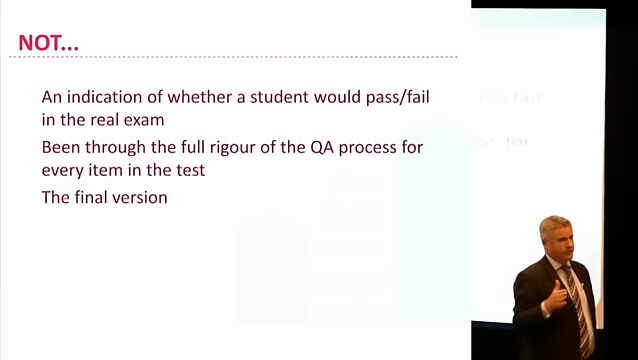 NOT...
An indication of whether a student would pass/fail
in the real exam
Been through the full rigour of the QA process for
every item in the test
The final version